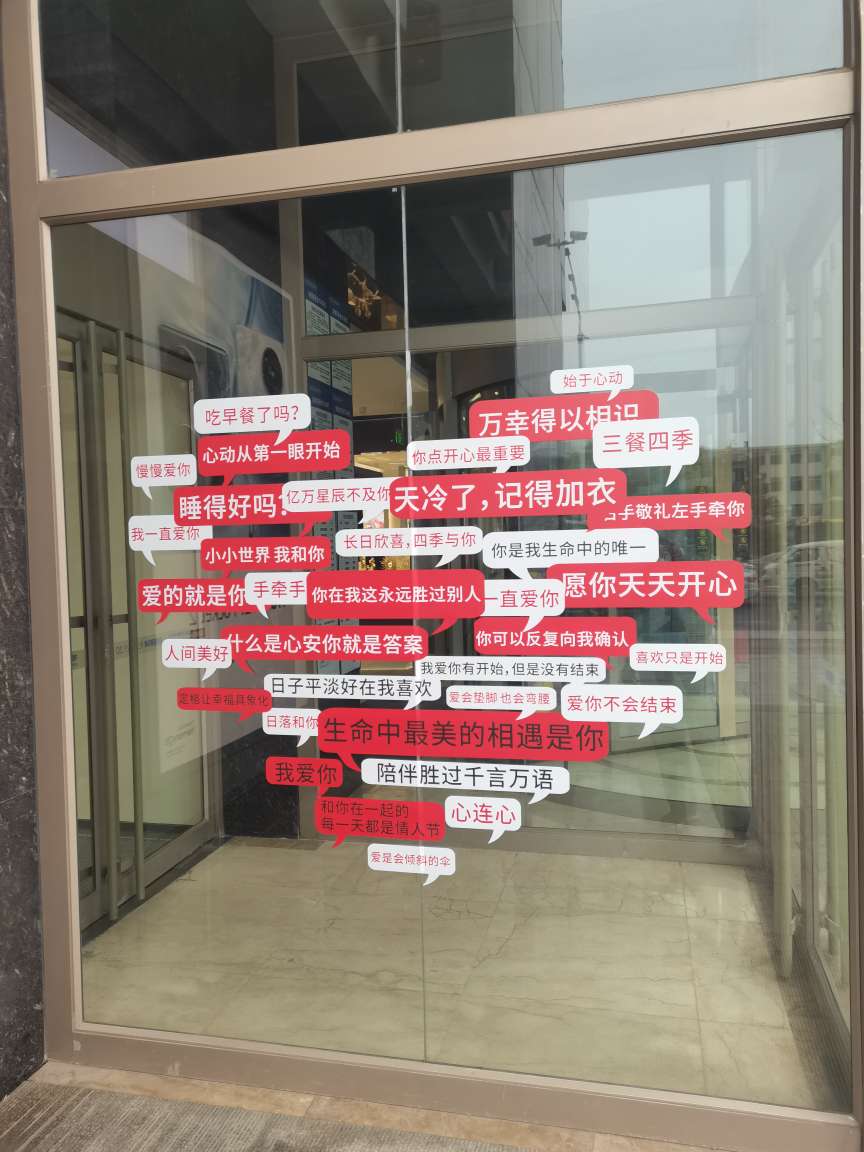 始于心动
吃早餐了吗?
万幸得以相识
三餐四季
心动从第一眼开始
你点开心最重要
慢慢爱你
睡得好吗?
亿万星辰不及你
天冷了,记得加衣
右手敬礼左手牵你
我一直爱你
长日欣喜,四季与你
你是我生命中的唯一
小小世界 我和你
爱的就是你
手牵手
你在我这永远胜过别人
一直爱你
愿你天天开心
人间美好
什么是心安你就是答案
你可以反复向我确认
喜欢只是开始
我爱你有开始,但是没有结束
日子平淡好在我喜欢
定格让幸福具象化
爱会垫脚 也会弯腰
爱你不会结束
日落和你
生命中最美的相遇是你
我爱你
陪伴胜过千言万语
和你在一起的
每一天都是情人节
心连心
爱是会倾斜的伞